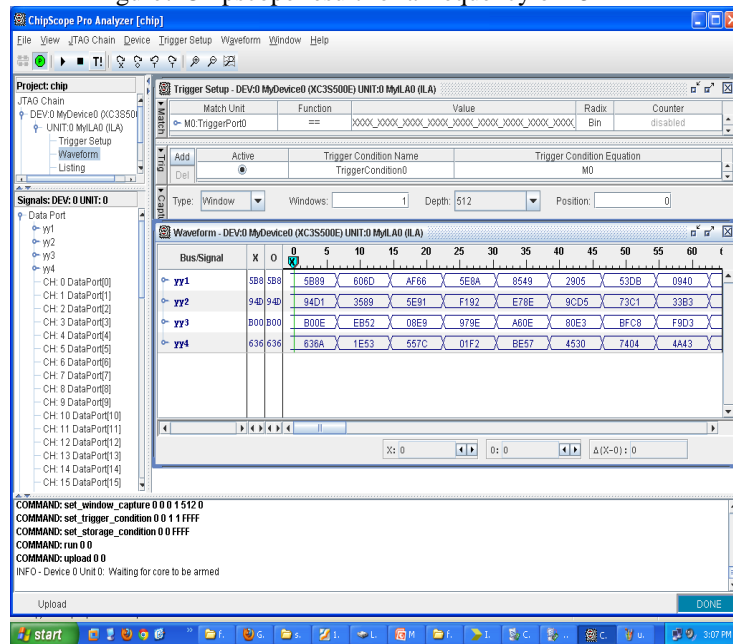 ChipScope Pro Analyzer [chip]
File View JTAG Chain Device Trigger Setup Waveform Window Help
T!
Project: chip
JTAG Chain
DEV:0 MyDevice0 (XC3S500
UNIT:0 MyILA0 (ILA)
Trigger Setup
Waveform
Listing
Signals: DEV: 0 UNIT: 0
Data Port
yy1
yy2
yy3
yy4
CH: 0 DataPort[0]
CH: 1 DataPort[1]
CH: 2 DataPort[2]
CH: 3 DataPort[3]
CH: 4 DataPort[4]
CH: 5 DataPort[5]
CH: 6 DataPort[6]
CH: 7 DataPort[7]
CH: 8 DataPort[8]
CH: 9 DataPort[9]
CH: 10 DataPort[10]
CH: 11 DataPort[11]
CH: 12 DataPort[12]
CH: 13 DataPort[13]
CH: 14 DataPort[14]
CH: 15 DataPort[15]
Trigger Setup - DEV:0 MyDevice0 (XC3S500E) UNIT:0 MyILA0 (ILA)
Match
Match Unit Function Value Radix Counter
M0:TriggerPort0 == XXXX_XXXX_XXXX_XXXX_XXXX_XXXX_XXXX_XXXX Bin disabled
Trig
Add Active Trigger Condition Name Trigger Condition Equation
Del TriggerCondition0 M0
Captu
Type: Window Windows: 1 Depth: 512 Position: 0
Waveform - DEV:0 MyDevice0 (XC3S500E) UNIT:0 MyILA0 (ILA)
Bus/Signal X O 0 5 10 15 20 25 30 35 40 45 50 55 60
yy1 5B8 5B8 5B89 606D AF66 5E8A 8549 2905 53DB 0940
yy2 94D 94D 94D1 3589 5E91 F192 E78E 9CD5 73C1 33B3
yy3 B00 B00 B00E EB52 08E9 979E A60E 80E3 BFC8 F9D3
yy4 636 636 636A 1E53 557C 01F2 BE57 4530 7404 4A43
X: 0 O: 0 Δ(X-O): 0
COMMAND: set_window_capture 0 0 0 1 512 0
COMMAND: set_trigger_condition 0 0 1 1 FFFF
COMMAND: set_storage_condition 0 0 FFFF
COMMAND: run 0 0
COMMAND: upload 0 0
INFO - Device 0 Unit 0: Waiting for core to be armed
Upload DONE
start f. G. s. 1. L. M f. I. C. .. C. u. 3:07 PM